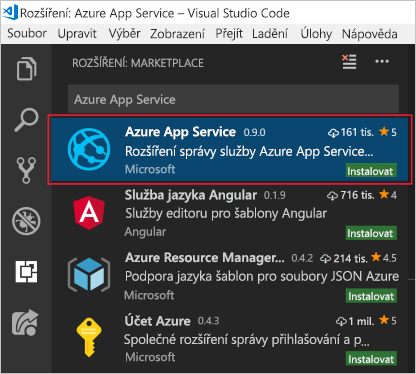 Rozšíření: Azure App Service – Visual Studio Code
Soubor Upravit Výběr Zobrazení Přejít Ladění Úlohy Nápověda
ROZŠÍŘENÍ: MARKETPLACE
Azure App Service
Azure App Service 0.9.0 161 tis. 5
Rozšíření správy služby Azure App Service...
Microsoft Instalovat
Služba jazyka Angular 0.1.9 716 tis. 4
Služby editoru pro šablony Angular
Angular Instalovat
Azure Resource Manager... 0.4.2 214 tis. 4.5
Podpora jazyka šablon pro soubory JSON Azure
Microsoft Instalovat
Účet Azure 0.4.3 1 mil. 5
Společné rozšíření správy přihlašování a p...
Microsoft Instalovat